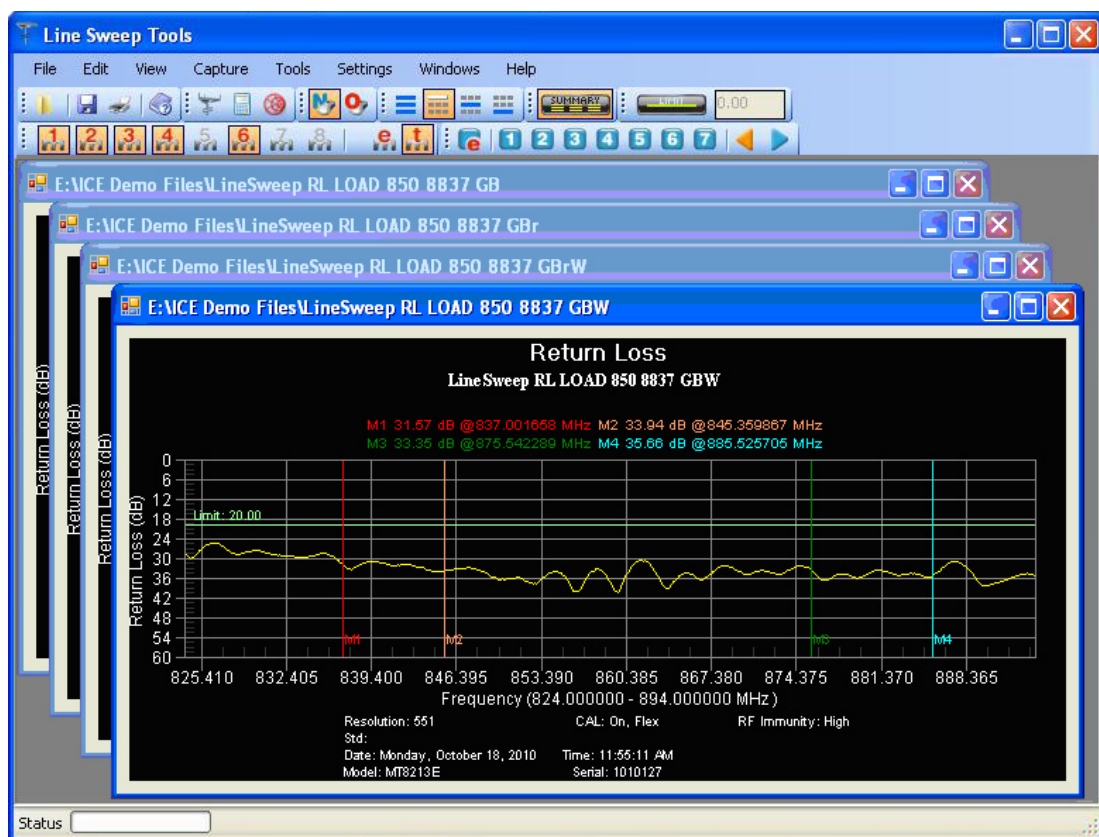 Line Sweep Tools
File Edit View Capture Tools Settings Windows Help
SUMMARY LIMIT 0.00
1 2 3 4 5 6 7 8 e t e 1 2 3 4 5 6 7
E:\ICE Demo Files\LineSweep RL LOAD 850 8837 GB
E:\ICE Demo Files\LineSweep RL LOAD 850 8837 GBr
E:\ICE Demo Files\LineSweep RL LOAD 850 8837 GBrW
E:\ICE Demo Files\LineSweep RL LOAD 850 8837 GBW
Return Loss (dB)
Return Loss (dB)
Return Loss (dB)
Return Loss
LineSweep RL LOAD 850 8837 GBW
M1 31.57 dB @837.001658 MHz M2 33.94 dB @845.359867 MHz
M3 33.35 dB @875.542289 MHz M4 35.66 dB @885.525705 MHz
Return Loss (dB)
0
6
12
18
24
30
36
42
48
54
60
Limit: 20.00
M1 M2 M3 M4
825.410 832.405 839.400 846.395 853.390 860.385 867.380 874.375 881.370 888.365
Frequency (824.000000 - 894.000000 MHz )
Resolution: 551 CAL: On, Flex RF Immunity: High
Std:
Date: Monday, October 18, 2010 Time: 11:55:11 AM
Model: MT8213E Serial: 1010127
Status